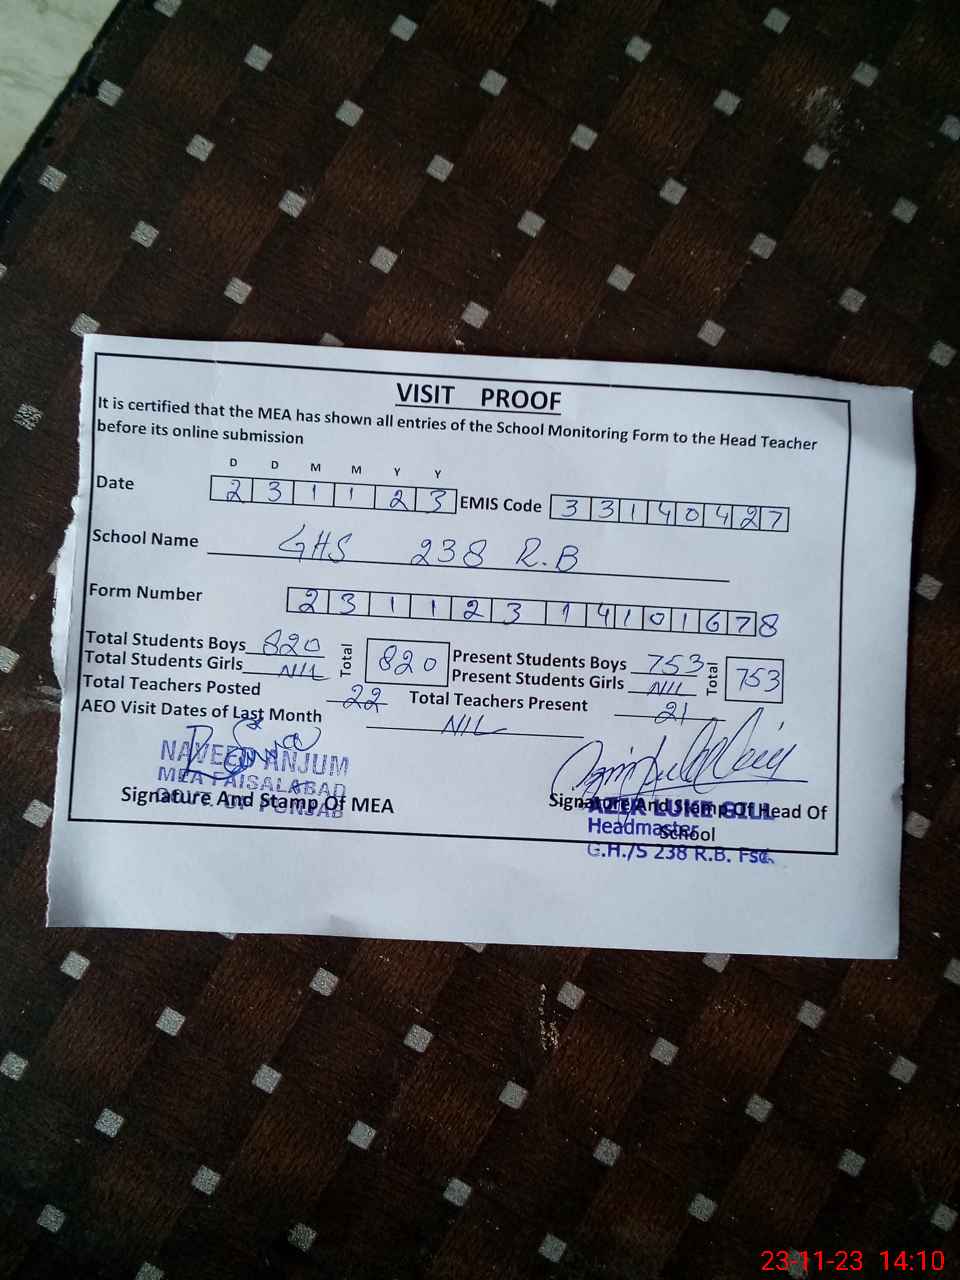 VISIT PROOF
It is certified that the MEA has shown all entries of the School Monitoring Form to the Head Teacher
before its online submission
D D M M Y Y
Date 2 3 1 1 2 3 EMIS Code 3 3 1 4 0 4 2 7
School Name GHS 238 R.B
Form Number 2 3 1 1 2 3 1 4 1 0 1 6 7 8
Total Students Boys 820 Total 820 Present Students Boys 753 Total 753
Total Students Girls NIL Present Students Girls NIL
Total Teachers Posted 22 Total Teachers Present 21
AEO Visit Dates of Last Month NIL
NAVEED ANJUM
MEA FAISALABAD
GOVT. OF PUNJAB
Signature And Stamp Of MEA
Signature And Stamp Of Head Of
School
LUKE GILL
Headmaster
G.H./S 238 R.B. Fsd.
23-11-23 14:10